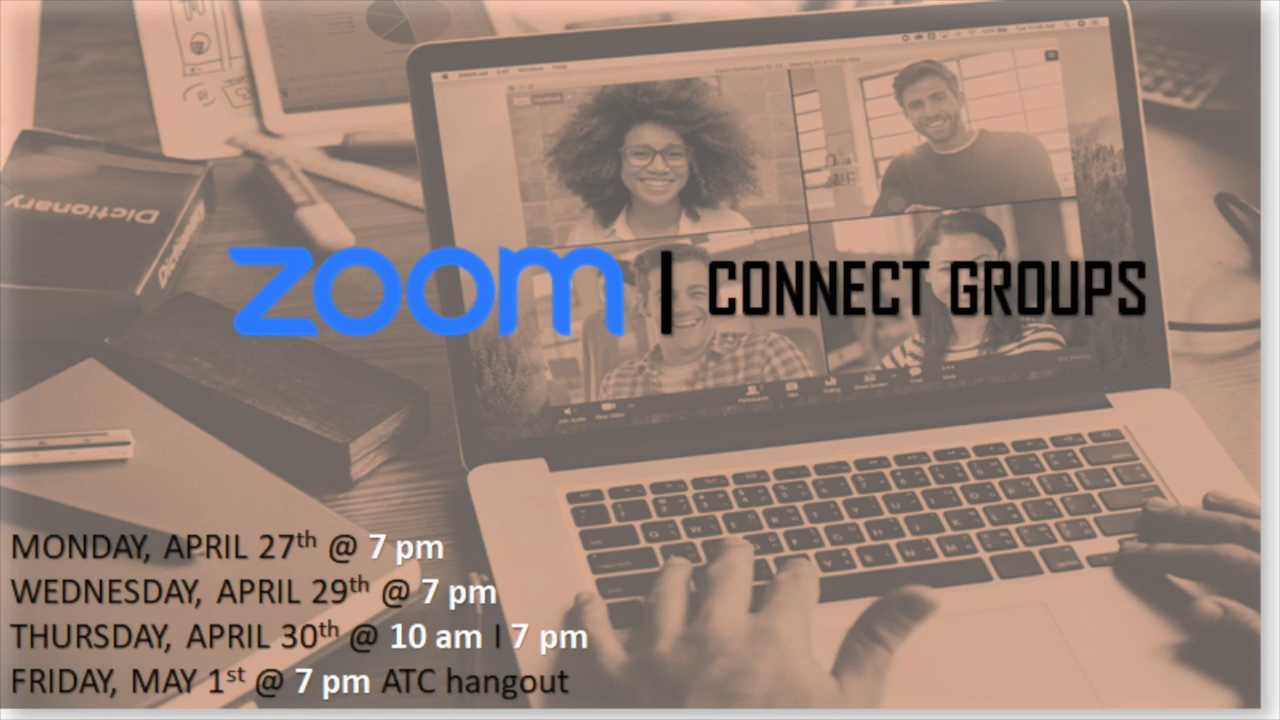 Dictionary
Dictionary
zoom | CONNECT GROUPS
MONDAY, APRIL 27th @ 7 pm
WEDNESDAY, APRIL 29th @ 7 pm
THURSDAY, APRIL 30th @ 10 am I 7 pm
FRIDAY, MAY 1st @ 7 pm ATC hangout